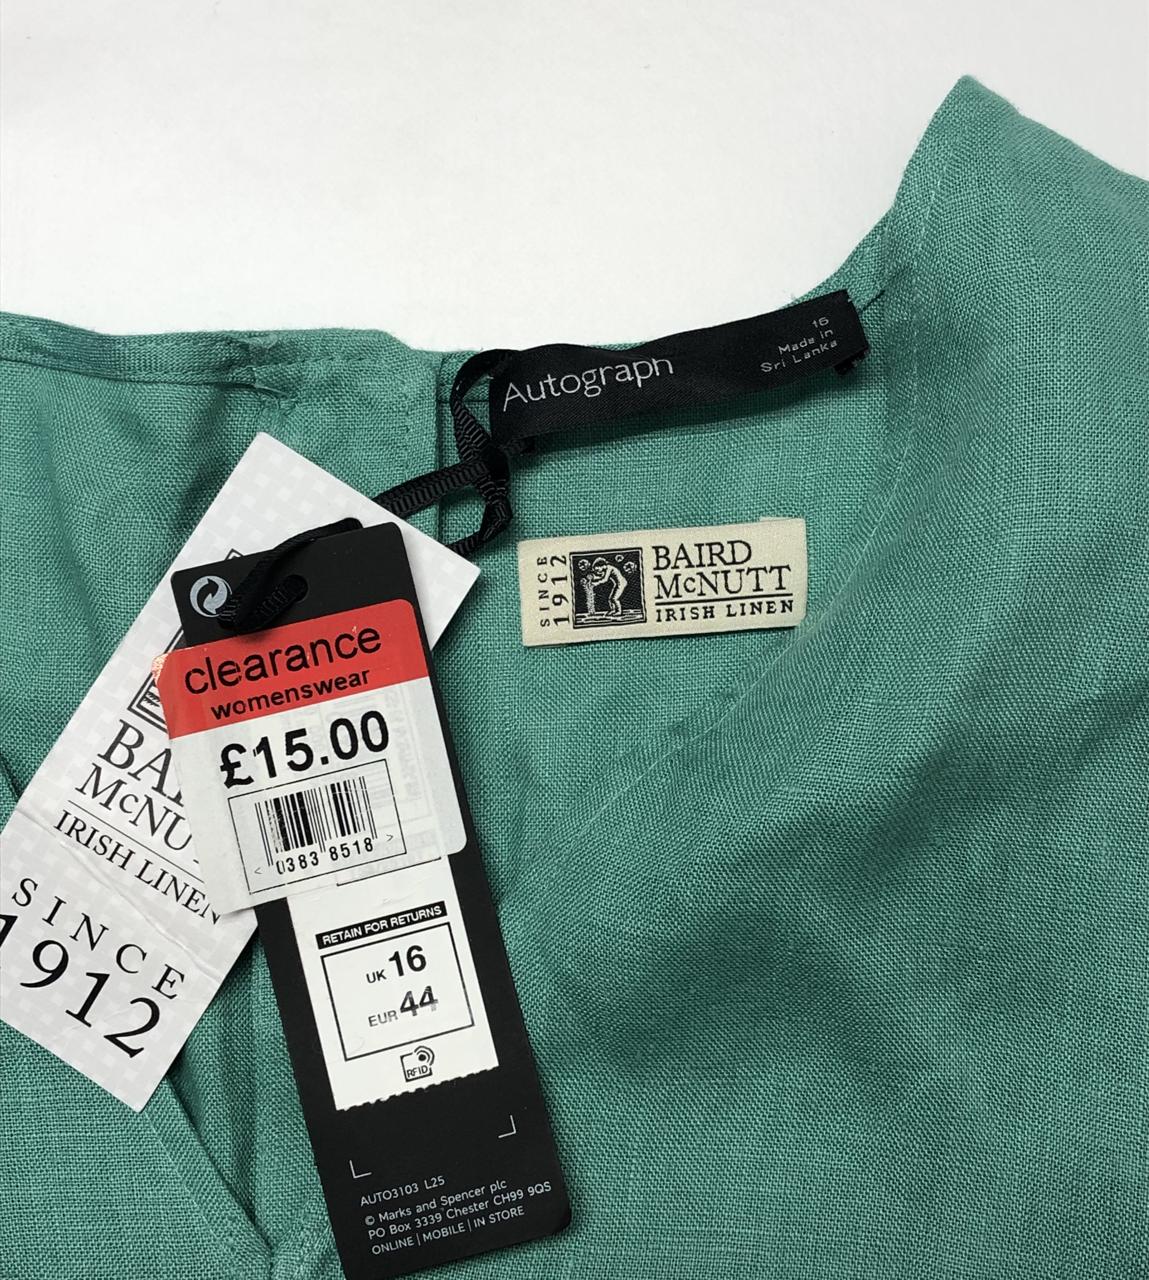 16
Made in
Sri Lanka
Autograph
SINCE
1912
BAIRD
McNUTT
IRISH LINEN
clearance
womenswear
£15.00
< 0383 8518 >
RETAIN FOR RETURNS
UK 16
EUR 44
RFID
AUTO3103 L25
© Marks and Spencer plc
PO Box 3339 Chester CH99 9QS
ONLINE | MOBILE | IN STORE
BAI
McNU
IRISH LINEN
SINCE
1912